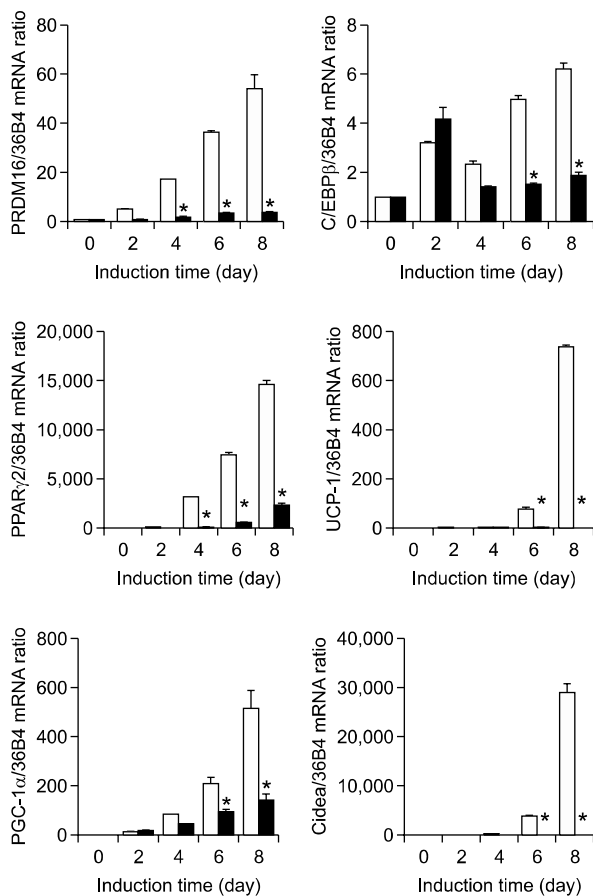 PRDM16/36B4 mRNA ratio
80
60
40
20
0
*
*
*
0 2 4 6 8
Induction time (day)
C/EBPβ/36B4 mRNA ratio
8
6
4
2
0
*
*
0 2 4 6 8
Induction time (day)
PPARγ2/36B4 mRNA ratio
20,000
15,000
10,000
5,000
0
*
*
*
0 2 4 6 8
Induction time (day)
UCP-1/36B4 mRNA ratio
800
600
400
200
0
*
*
0 2 4 6 8
Induction time (day)
PGC-1α/36B4 mRNA ratio
800
600
400
200
0
*
*
0 2 4 6 8
Induction time (day)
Cidea/36B4 mRNA ratio
40,000
30,000
20,000
10,000
0
*
*
0 2 4 6 8
Induction time (day)